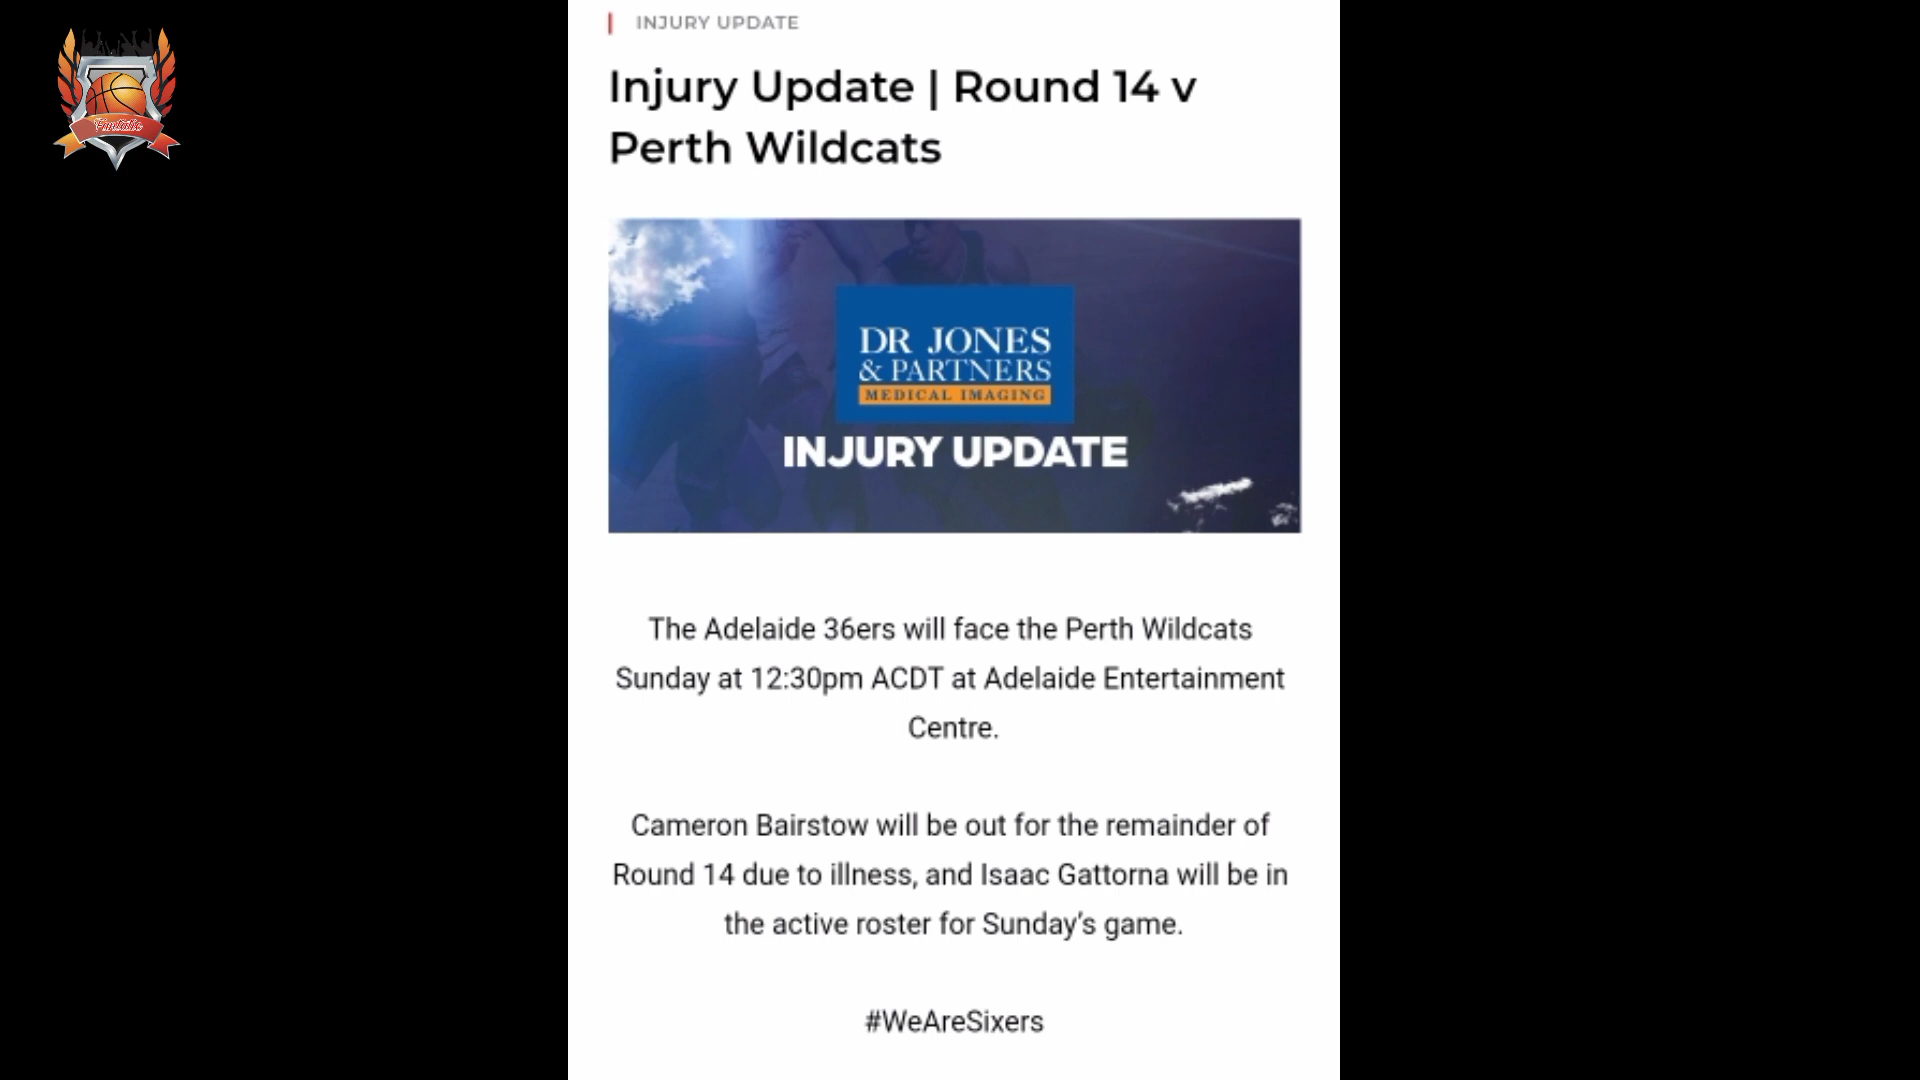 Fantatic
INJURY UPDATE
Injury Update | Round 14 v
Perth Wildcats
DR JONES
& PARTNERS
MEDICAL IMAGING
INJURY UPDATE
The Adelaide 36ers will face the Perth Wildcats
Sunday at 12:30pm ACDT at Adelaide Entertainment
Centre.
Cameron Bairstow will be out for the remainder of
Round 14 due to illness, and Isaac Gattorna will be in
the active roster for Sunday's game.
#WeAreSixers